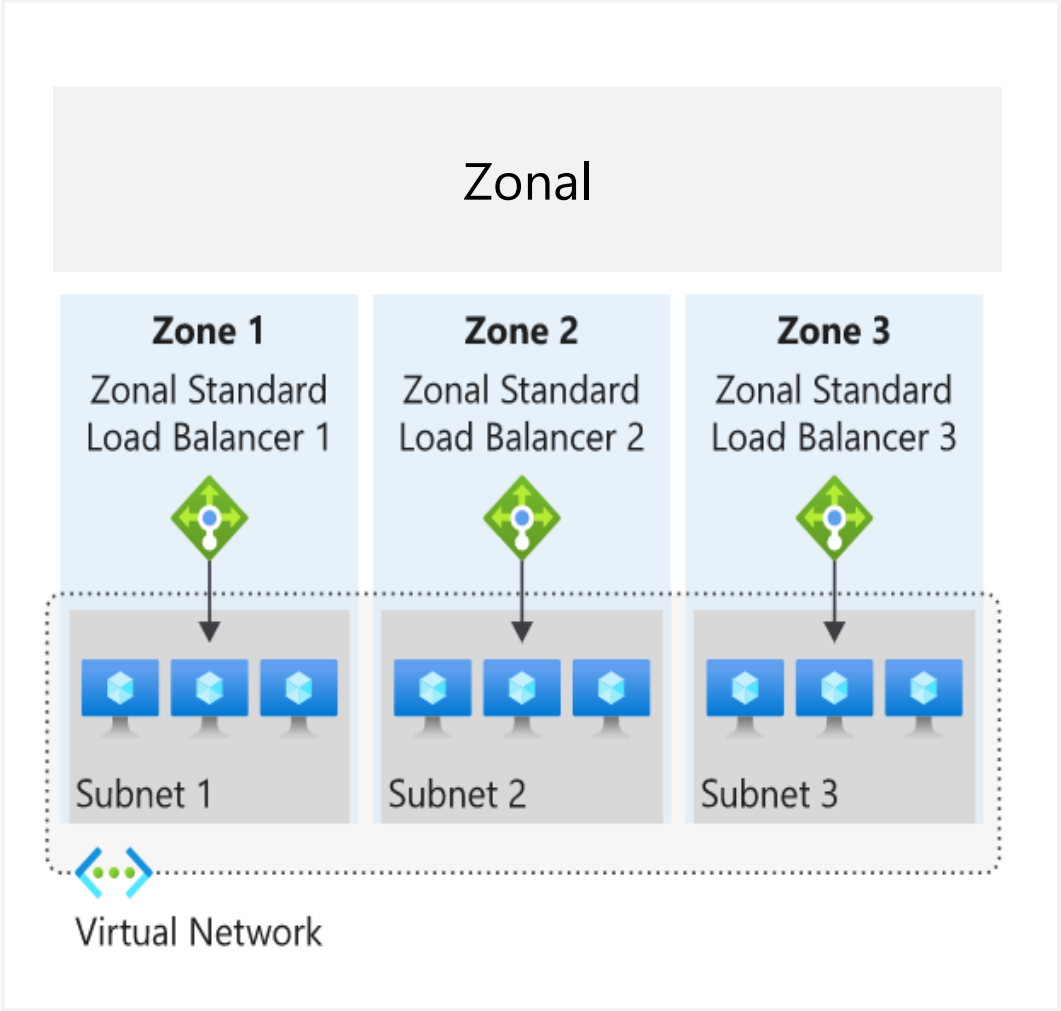 Zonal
Zone 1
Zonal Standard
Load Balancer 1
Zone 2
Zonal Standard
Load Balancer 2
Zone 3
Zonal Standard
Load Balancer 3
Subnet 1
Subnet 2
Subnet 3
Virtual Network